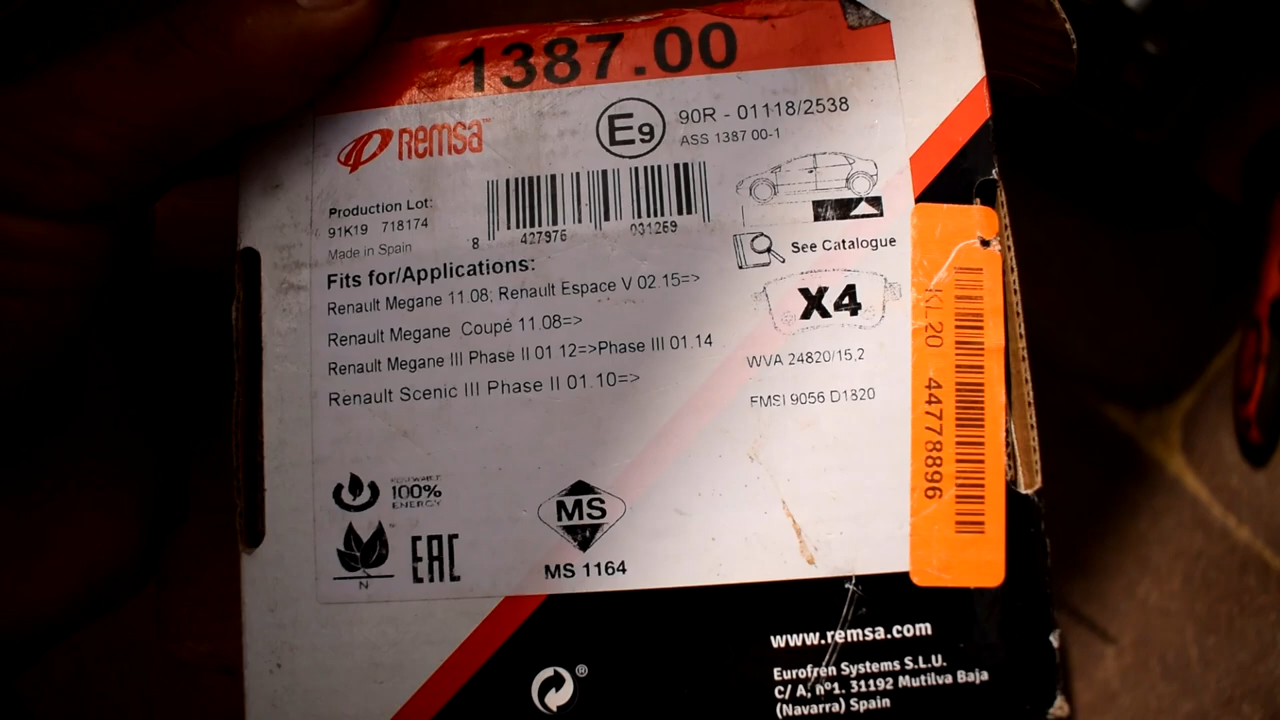 1387.00
REMSA™
E9
90R - 01118/2538
ASS 1387 00-1
Production Lot:
91K19 718174
Made in Spain
8 427976 031269
See Catalogue
Fits for/Applications:
Renault Megane 11.08; Renault Espace V 02.15=>
Renault Megane Coupé 11.08=>
Renault Megane III Phase II 01 12=>Phase III 01.14
Renault Scenic III Phase II 01.10=>
X4
WVA 24820/15,2
FMSI 9056 D1820
KL20 44778896
100%
ENERGY
N
EAC
MS
MS 1164
www.remsa.com
Eurofren Systems S.L.U.
C/ A, nº1. 31192 Mutilva Baja
(Navarra) Spain
®